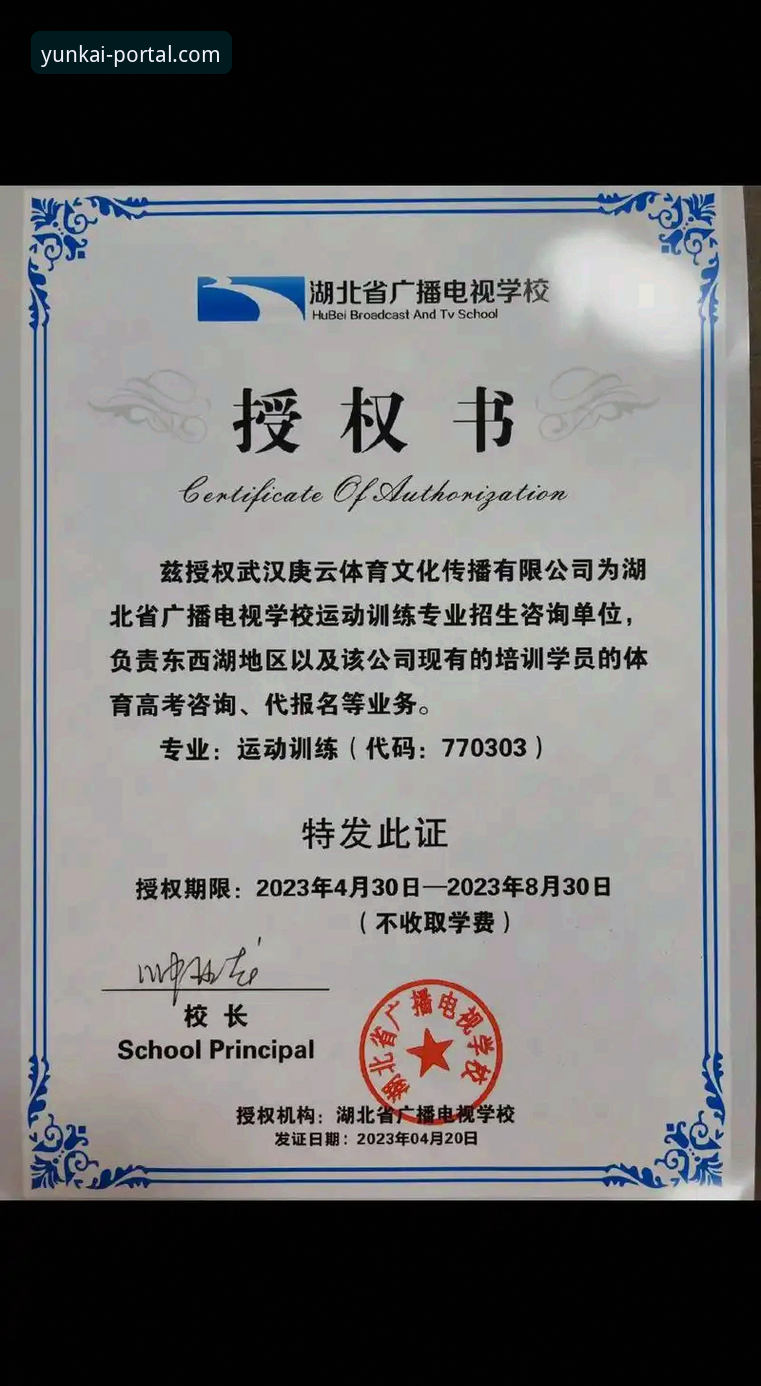 yunkai-portal.com
湖北省广播电视学校
HuBei Broadcast And Tv School
授权书
Certificate Of Authorization
兹授权武汉庚云体育文化传播有限公司为湖
北省广播电视学校运动训练专业招生咨询单位，
负责东西湖地区以及该公司现有的培训学员的体
育高考咨询、代报名等业务。
专业：运动训练（代码：770303）
特发此证
授权期限：2023年4月30日—2023年8月30日
（不收取学费）
校 长
School Principal
湖北省广播电视学校
授权机构：湖北省广播电视学校
发证日期：2023年04月20日